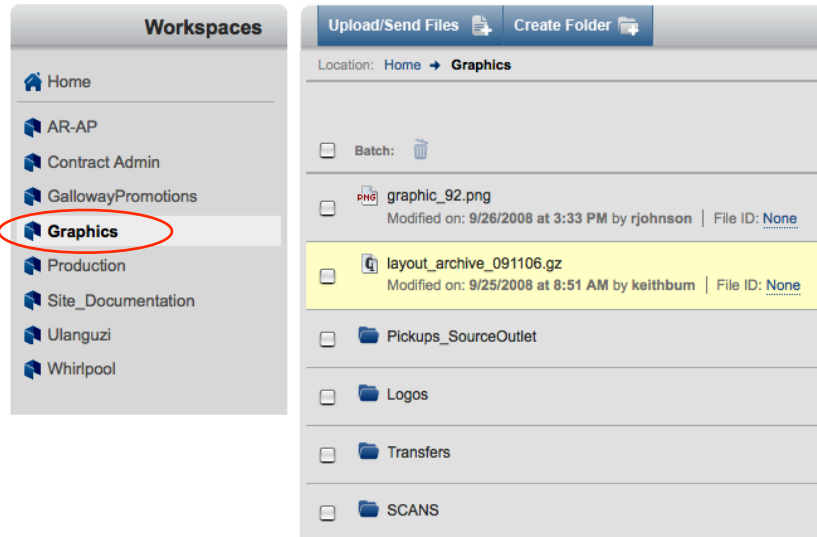 Workspaces
Home
AR-AP
Contract Admin
GallowayPromotions
Graphics
Production
Site_Documentation
Ulanguzi
Whirlpool
Upload/Send Files
Create Folder
Location: Home → Graphics
Batch:
PNG
graphic_92.png
Modified on: 9/26/2008 at 3:33 PM by rjohnson | File ID: None
layout_archive_091106.gz
Modified on: 9/25/2008 at 8:51 AM by keithbum | File ID: None
Pickups_SourceOutlet
Logos
Transfers
SCANS